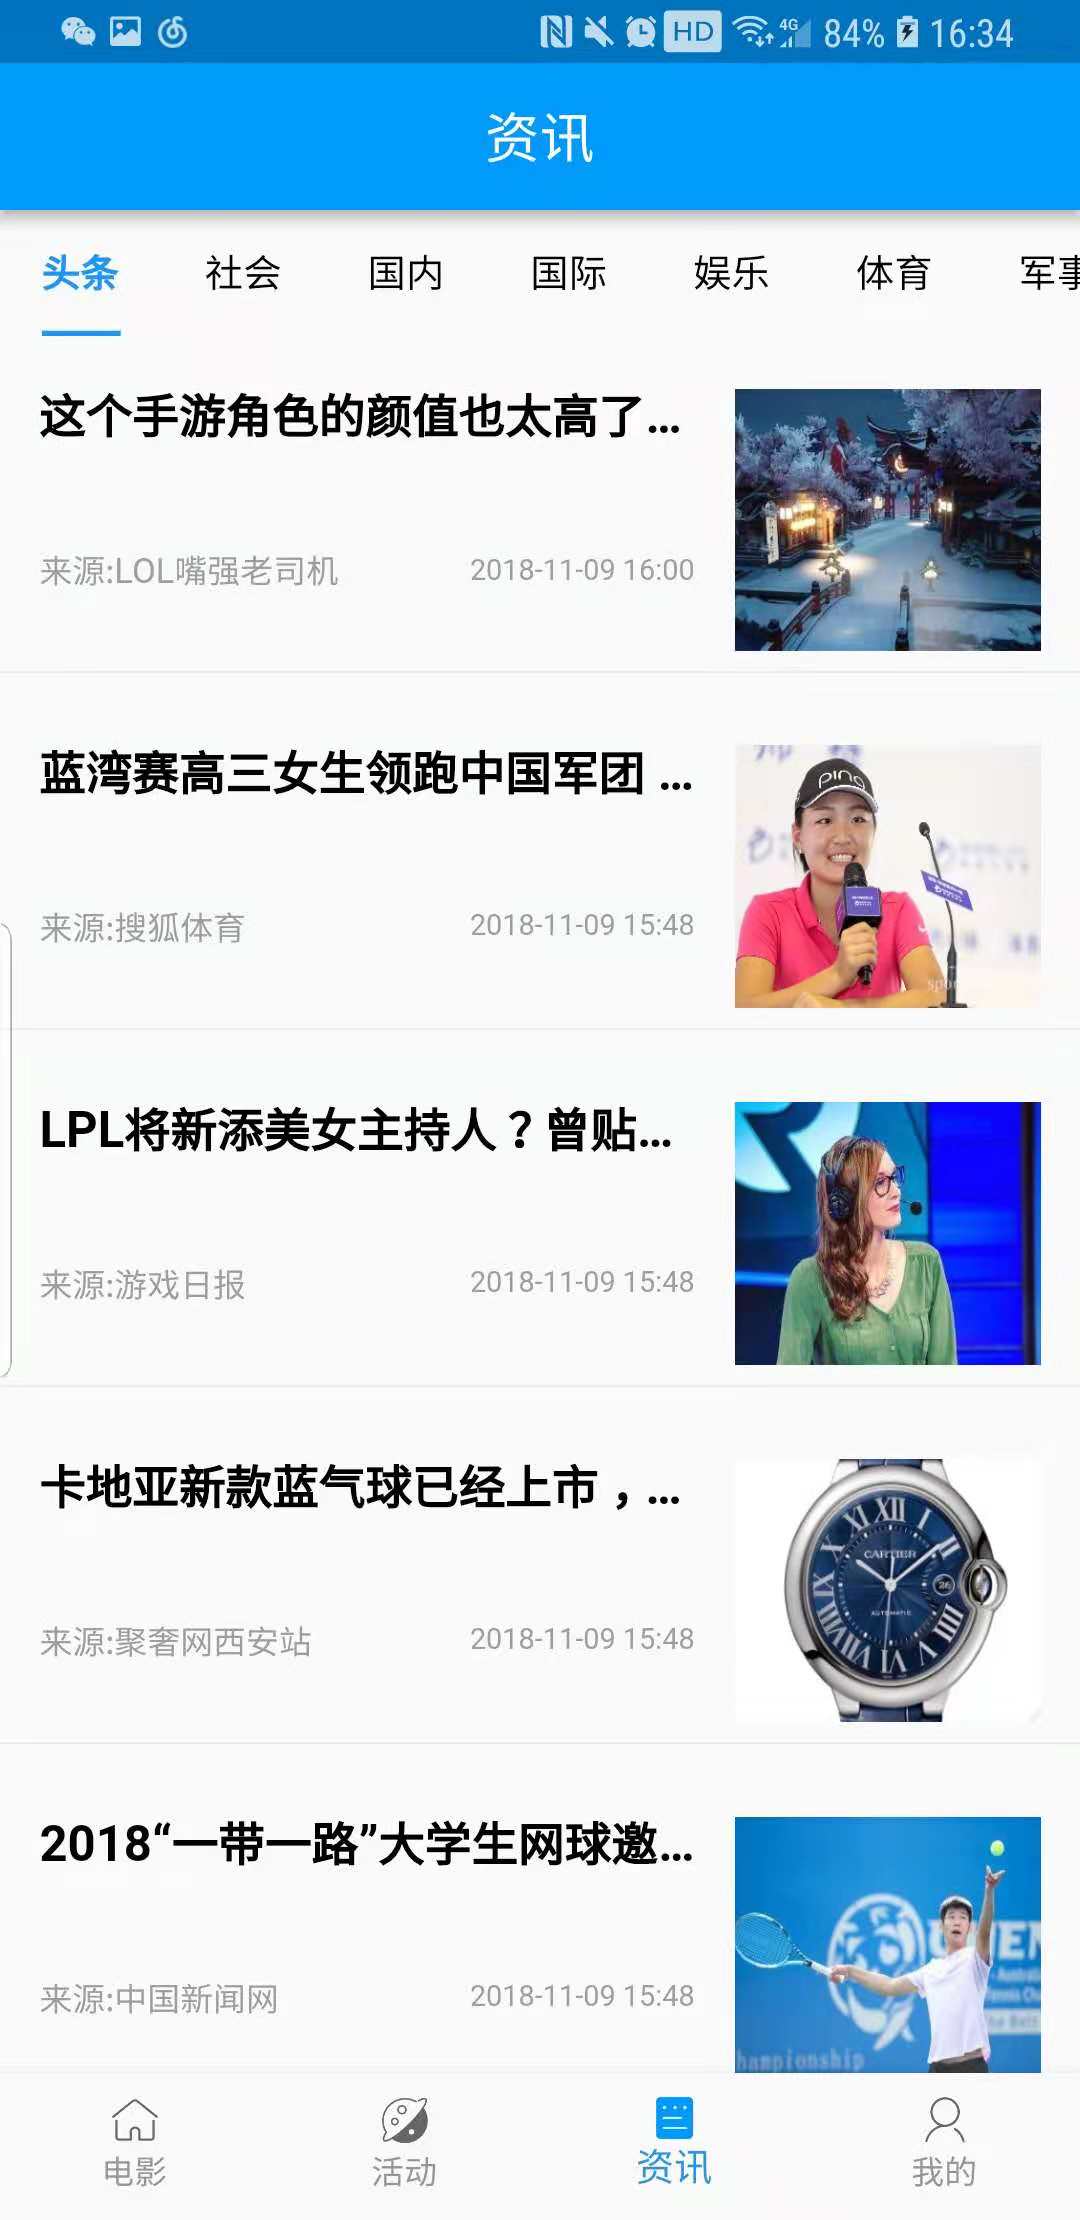 HD 4G 84% 16:34
资讯
头条 社会 国内 国际 娱乐 体育 军事
这个手游角色的颜值也太高了...
来源:LOL嘴强老司机 2018-11-09 16:00
蓝湾赛高三女生领跑中国军团 ...
ping
来源:搜狐体育 2018-11-09 15:48
LPL将新添美女主持人？曾贴...
来源:游戏日报 2018-11-09 15:48
卡地亚新款蓝气球已经上市，...
CARTIER
26
AUTOMATIC
来源:聚奢网西安站 2018-11-09 15:48
2018“一带一路”大学生网球邀...
来源:中国新闻网 2018-11-09 15:48
hampionship
电影 活动 资讯 我的